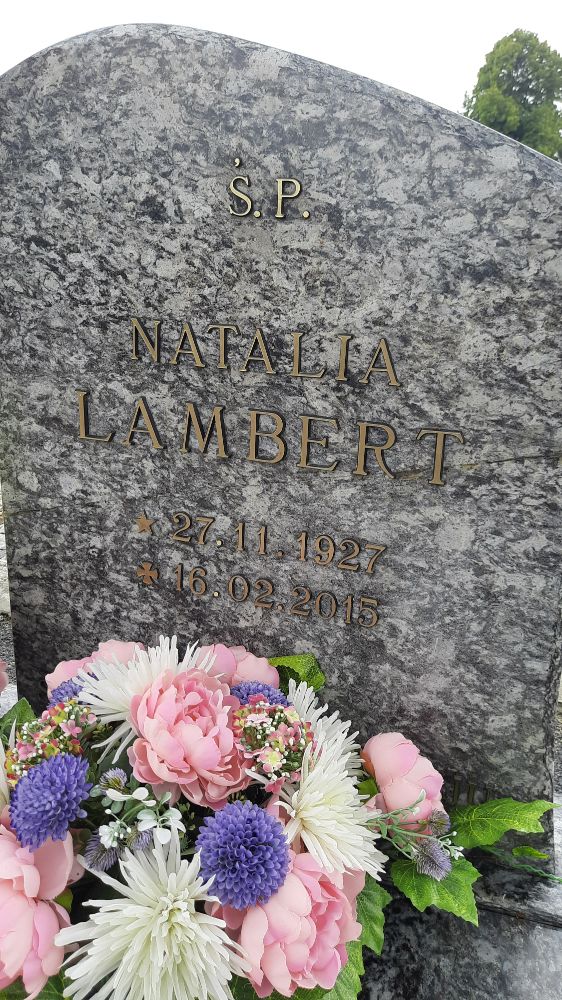 Ś.P.
NATALIA
LAMBERT
27.11.1927
16.02.2015